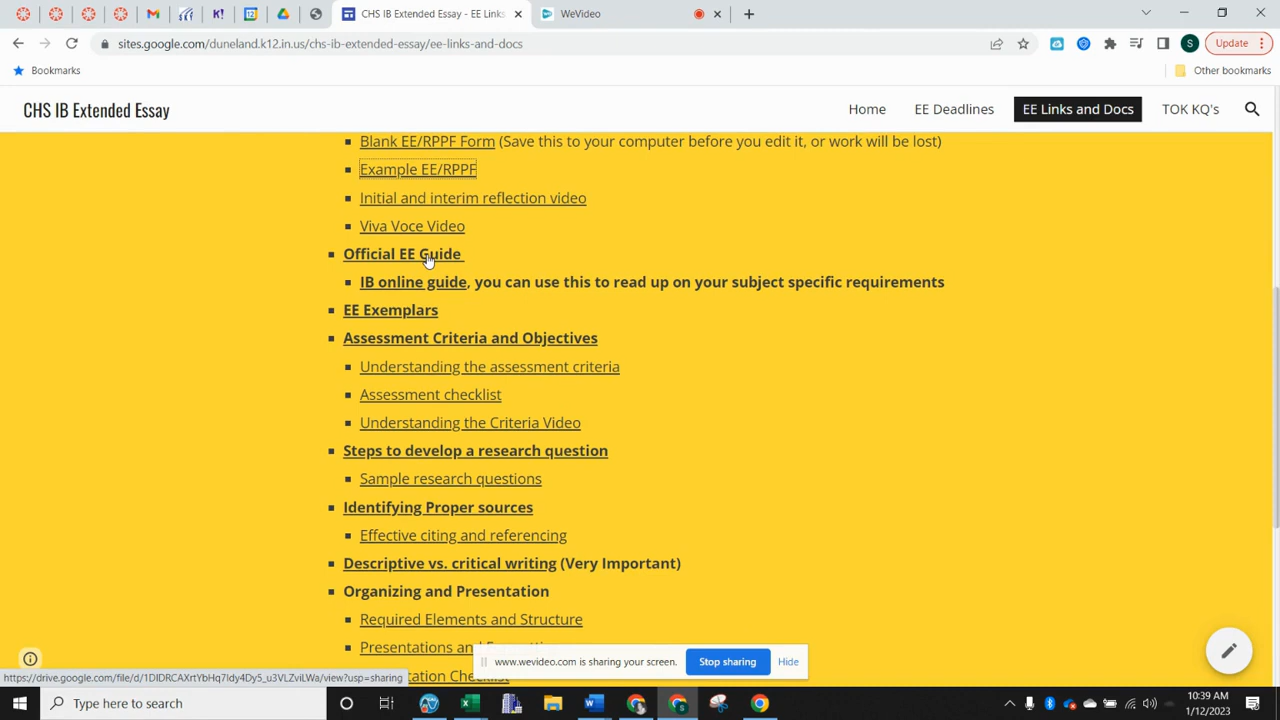 CHS IB Extended Essay - EE Links
WeVideo
sites.google.com/duneland.k12.in.us/chs-ib-extended-essay/ee-links-and-docs
S
Update
Bookmarks
Other bookmarks
CHS IB Extended Essay
Home
EE Deadlines
EE Links and Docs
TOK KQ's
Blank EE/RPPF Form (Save this to your computer before you edit it, or work will be lost)
Example EE/RPPF
Initial and interim reflection video
Viva Voce Video
Official EE Guide
IB online guide, you can use this to read up on your subject specific requirements
EE Exemplars
Assessment Criteria and Objectives
Understanding the assessment criteria
Assessment checklist
Understanding the Criteria Video
Steps to develop a research question
Sample research questions
Identifying Proper sources
Effective citing and referencing
Descriptive vs. critical writing (Very Important)
Organizing and Presentation
Required Elements and Structure
Presentations and
www.wevideo.com is sharing your screen.
Stop sharing
Hide
https://drive.google.com/file/d/1DIDRCAXrtYbHq7Idy4Dy5_u3VLZviLWa/view?usp=sharing
Checklist
Type here to search
10:39 AM
1/12/2023